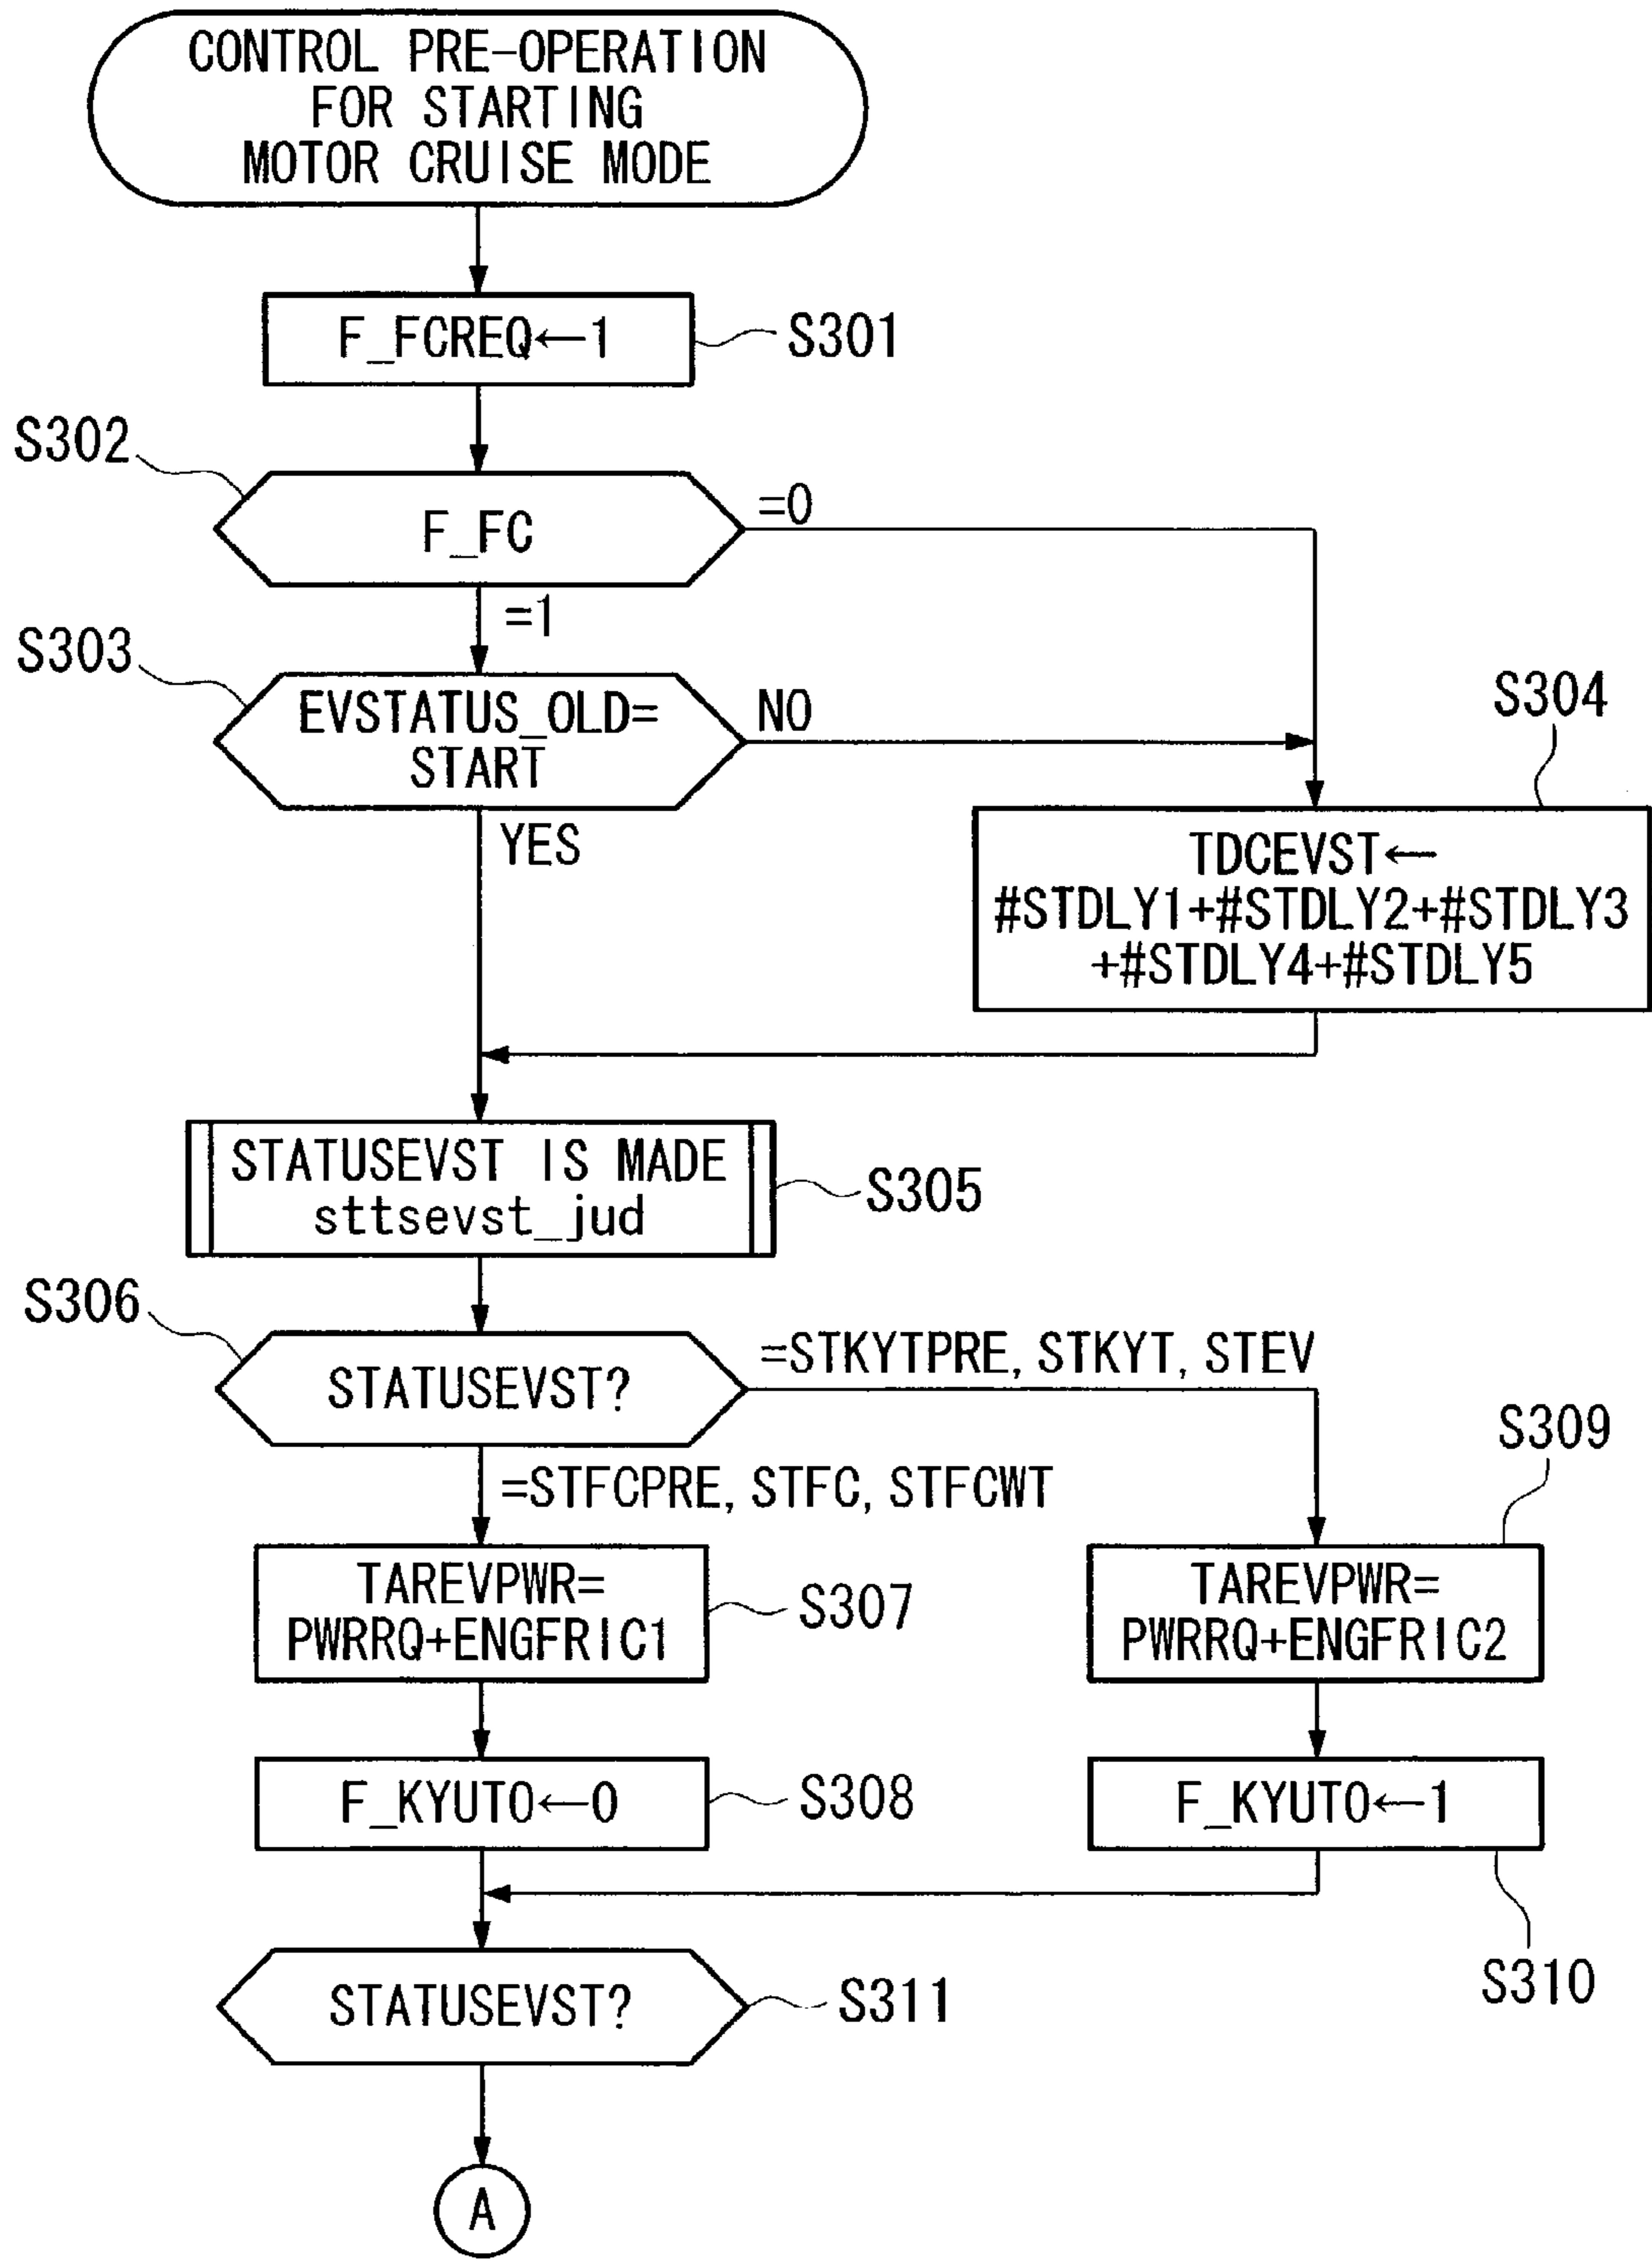 CONTROL PRE-OPERATION
FOR STARTING
MOTOR CRUISE MODE
F_FCREQ←1
S301
S302
F_FC
=0
=1
S303
EVSTATUS_OLD=
START
NO
YES
S304
TDCEVST←
#STDLY1+#STDLY2+#STDLY3
+#STDLY4+#STDLY5
STATUSEVST IS MADE
sttsevst_jud
S305
S306
STATUSEVST?
=STKYTPRE, STKYT, STEV
=STFCPRE, STFC, STFCWT
S309
TAREVPWR=
PWRRQ+ENGFRIC1
S307
TAREVPWR=
PWRRQ+ENGFRIC2
F_KYUTO←0
S308
F_KYUTO←1
S310
STATUSEVST?
S311
A